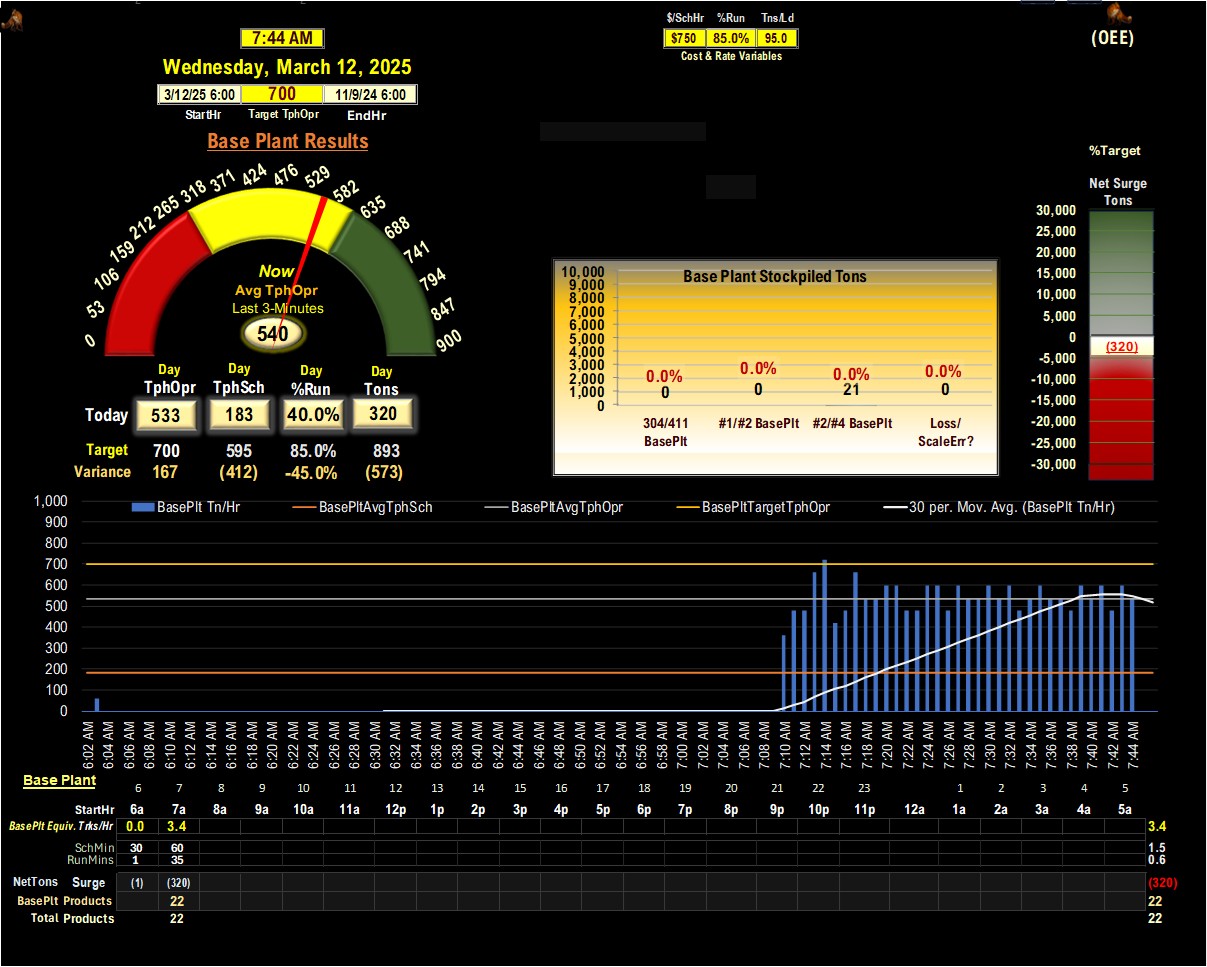 $/SchHr %Run Tns/Ld
7:44 AM
$750 85.0% 95.0
(OEE)
Cost & Rate Variables
Wednesday, March 12, 2025
3/12/25 6:00 700 11/9/24 6:00
StartHr Target TphOpr EndHr
Base Plant Results
0 53 106 159 212 265 318 371 424 476 529 582 635 688 741 794 847 900
Now
Avg TphOpr
Last 3-Minutes
540
Day Day Day Day
TphOpr TphSch %Run Tons
Today 533 183 40.0% 320
Target 700 595 85.0% 893
Variance 167 (412) -45.0% (573)
Base Plant Stockpiled Tons
10,000
9,000
8,000
7,000
6,000
5,000
4,000
3,000
2,000
1,000
0
0.0% 0.0% 0.0% 0.0%
0 0 21 0
304/411 BasePlt
#1/#2 BasePlt
#2/#4 BasePlt
Loss/ ScaleErr?
%Target
Net Surge
Tons
30,000
25,000
20,000
15,000
10,000
5,000
0
(320)
-5,000
-10,000
-15,000
-20,000
-25,000
-30,000
BasePlt Tn/Hr BasePltAvgTphSch BasePltAvgTphOpr BasePltTargetTphOpr 30 per. Mov. Avg. (BasePlt Tn/Hr)
1,000
900
800
700
600
500
400
300
200
100
0
6:02 AM 6:04 AM 6:06 AM 6:08 AM 6:10 AM 6:12 AM 6:14 AM 6:16 AM 6:18 AM 6:20 AM 6:22 AM 6:24 AM 6:26 AM 6:28 AM 6:30 AM 6:32 AM 6:34 AM 6:36 AM 6:38 AM 6:40 AM 6:42 AM 6:44 AM 6:46 AM 6:48 AM 6:50 AM 6:52 AM 6:54 AM 6:56 AM 6:58 AM 7:00 AM 7:02 AM 7:04 AM 7:06 AM 7:08 AM 7:10 AM 7:12 AM 7:14 AM 7:16 AM 7:18 AM 7:20 AM 7:22 AM 7:24 AM 7:26 AM 7:28 AM 7:30 AM 7:32 AM 7:34 AM 7:36 AM 7:38 AM 7:40 AM 7:42 AM 7:44 AM
Base Plant
6 7 8 9 10 11 12 13 14 15 16 17 18 19 20 21 22 23 1 2 3 4 5
StartHr 6a 7a 8a 9a 10a 11a 12p 1p 2p 3p 4p 5p 6p 7p 8p 9p 10p 11p 12a 1a 2a 3a 4a 5a
BasePlt Equiv. Trks/Hr 0.0 3.4 3.4
SchMin 30 60 1.5
RunMins 1 35 0.6
NetTons Surge (1) (320) (320)
BasePlt Products 22 22
Total Products 22 22